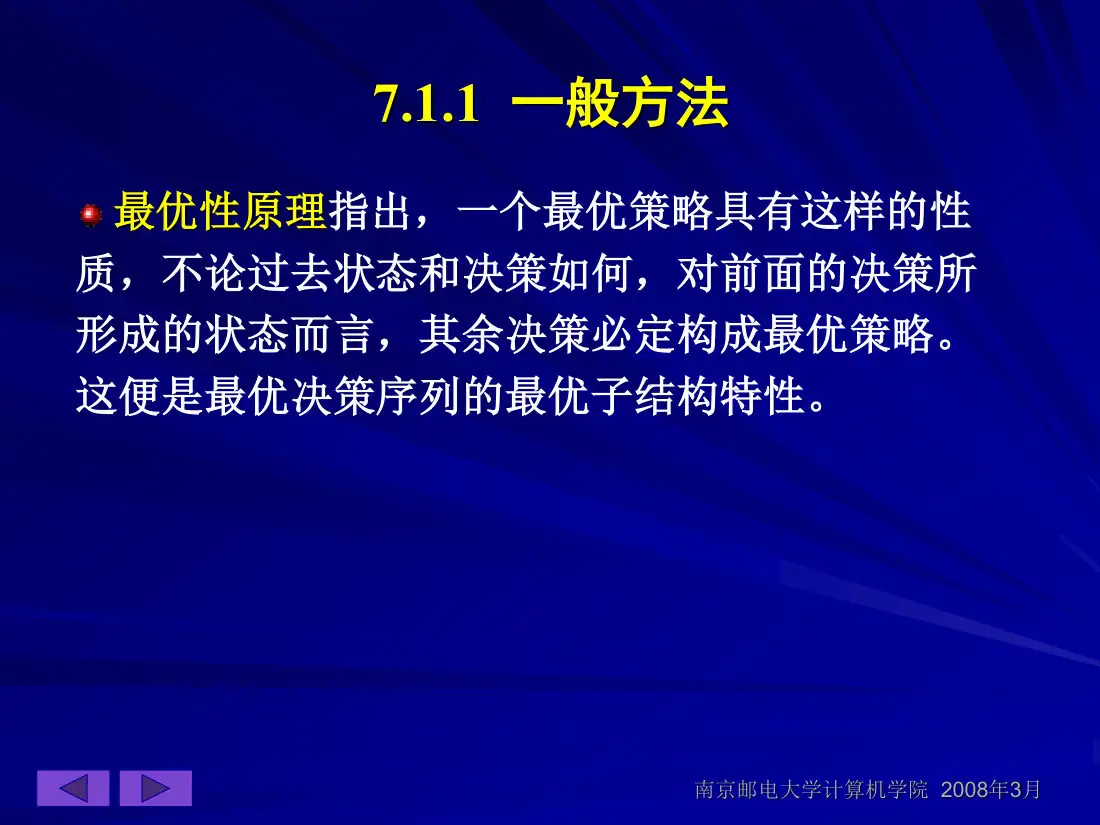 7.1.1 一般方法
最优性原理指出，一个最优策略具有这样的性
质，不论过去状态和决策如何，对前面的决策所
形成的状态而言，其余决策必定构成最优策略。
这便是最优决策序列的最优子结构特性。
南京邮电大学计算机学院 2008年3月